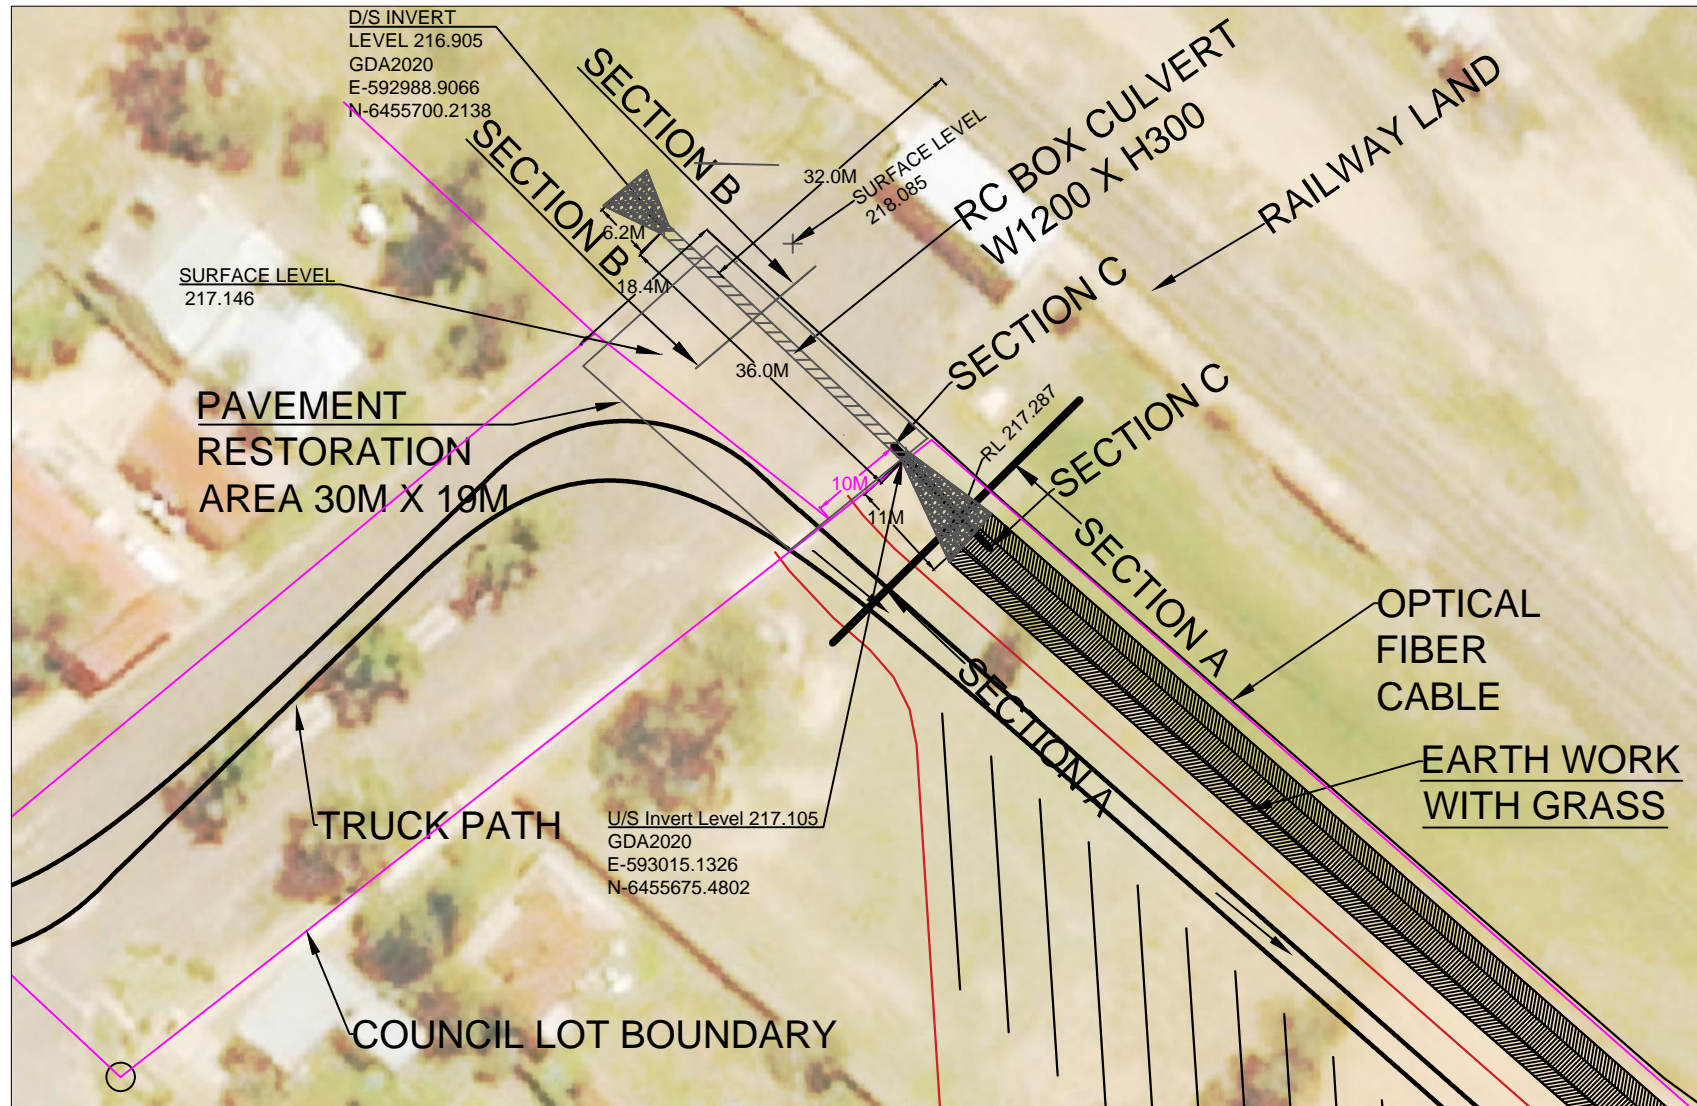 D/S INVERT
LEVEL 216.905
GDA2020
E-592988.9066
N-6455700.2138
SECTION B
SECTION B
32.0M
SURFACE LEVEL
218.085
RC BOX CULVERT
W1200 X H300
RAILWAY LAND
6.2M
18.4M
SURFACE LEVEL
217.146
36.0M
SECTION C
SECTION C
PAVEMENT
RESTORATION
AREA 30M X 19M
RL 217.287
10M
11M
SECTION A
SECTION A
OPTICAL
FIBER
CABLE
EARTH WORK
WITH GRASS
TRUCK PATH
U/S Invert Level 217.105
GDA2020
E-593015.1326
N-6455675.4802
COUNCIL LOT BOUNDARY